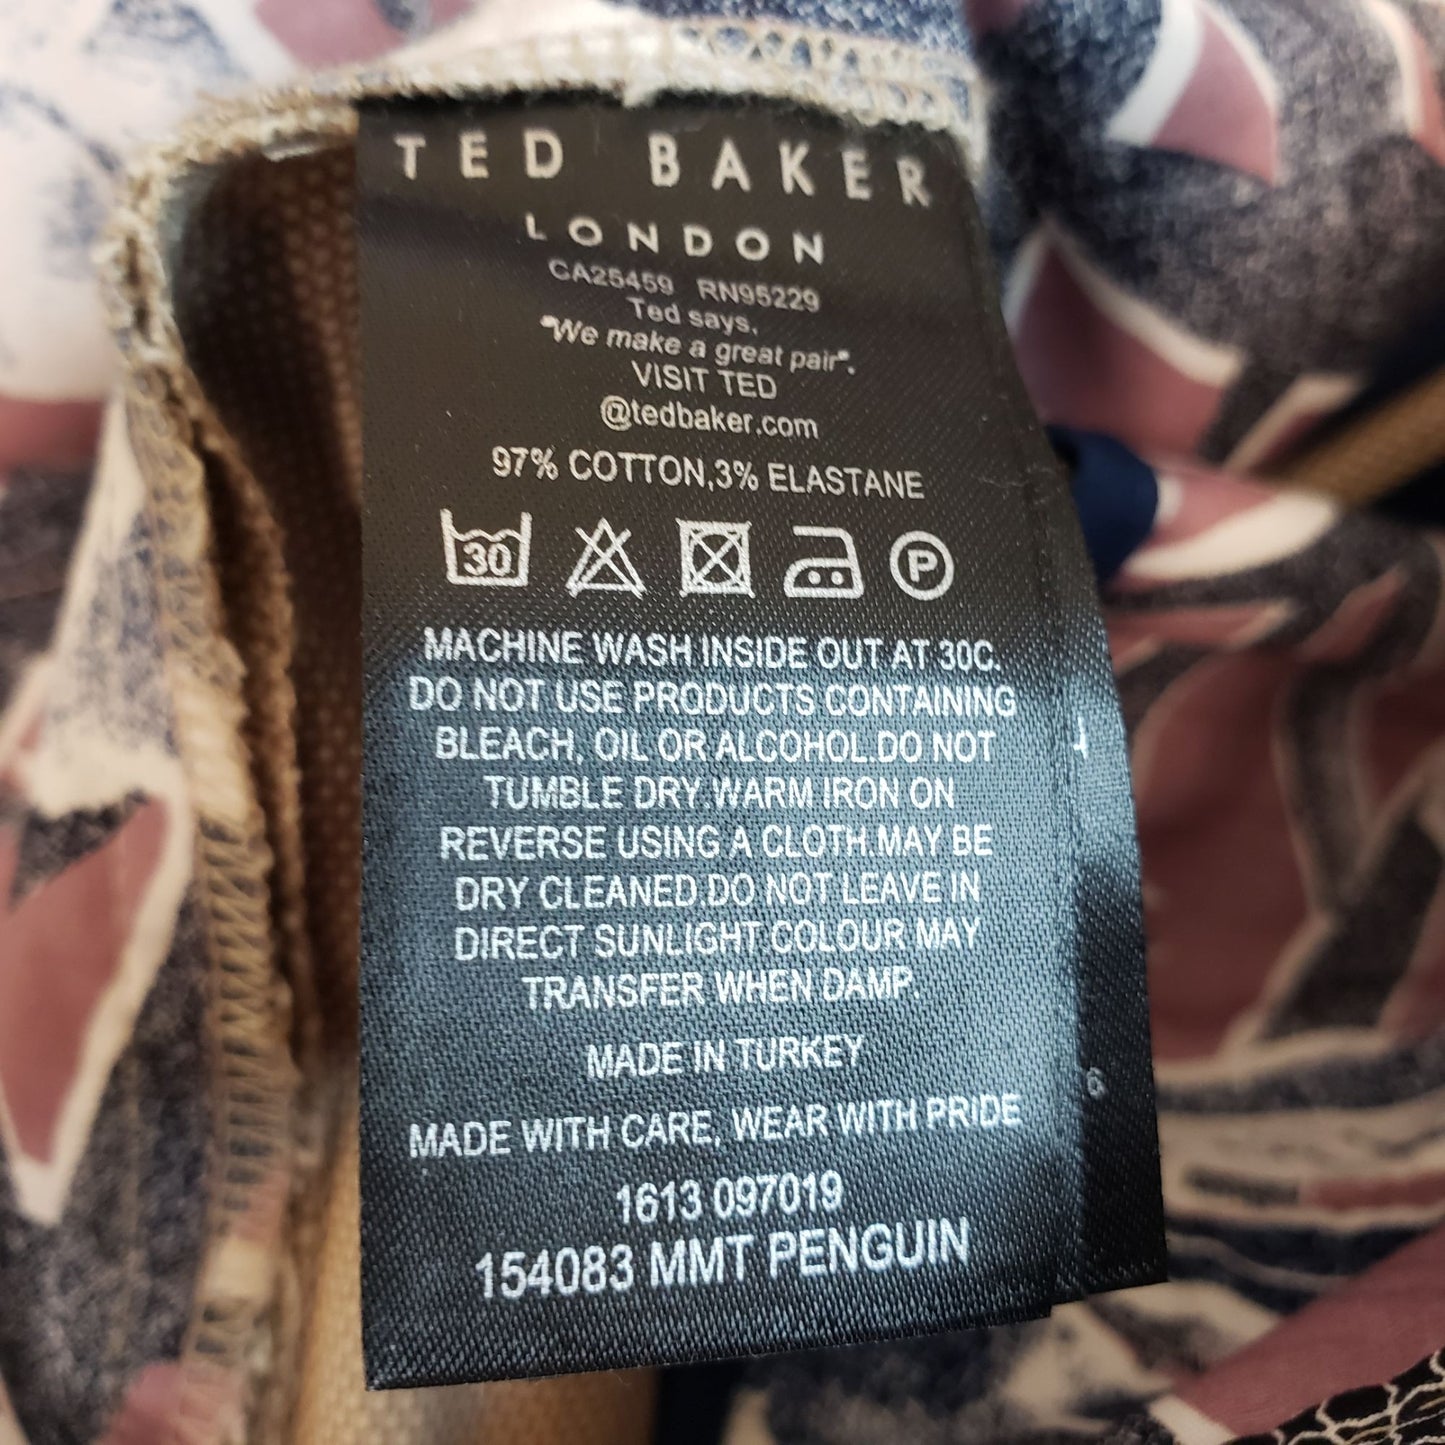 TED BAKER
LONDON
CA25459 RN95229
Ted says,
"We make a great pair".
VISIT TED
@tedbaker.com
97% COTTON,3% ELASTANE
30 P
MACHINE WASH INSIDE OUT AT 30C.
DO NOT USE PRODUCTS CONTAINING
BLEACH, OIL OR ALCOHOL.DO NOT
TUMBLE DRY.WARM IRON ON
REVERSE USING A CLOTH.MAY BE
DRY CLEANED.DO NOT LEAVE IN
DIRECT SUNLIGHT.COLOUR MAY
TRANSFER WHEN DAMP.
MADE IN TURKEY
MADE WITH CARE, WEAR WITH PRIDE
1613 097019
154083 MMT PENGUIN
6